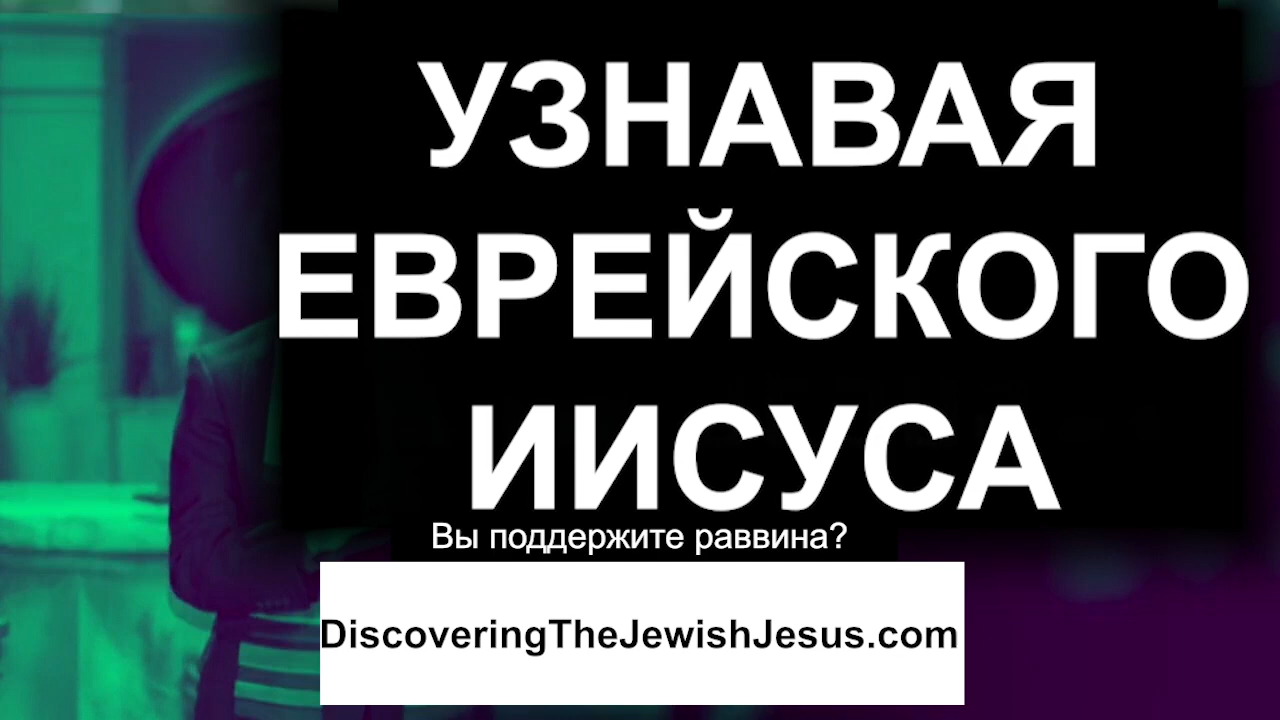 УЗНАВАЯ
ЕВРЕЙСКОГО
ИИСУСА
Вы поддержите раввина?
DiscoveringTheJewishJesus.com